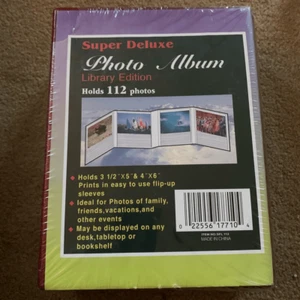 Super Deluxe
Photo Album
Library Edition
Holds 112 photos
• Holds 3 1/2"X5"& 4"X6"
Prints in easy to use flip-up
sleeves
• Ideal for Photos of family,
friends,vacations,and
other events
• May be displayed on any
desk,tabletop or
bookshelf
0 22556 17710 4
MADE IN CHINA